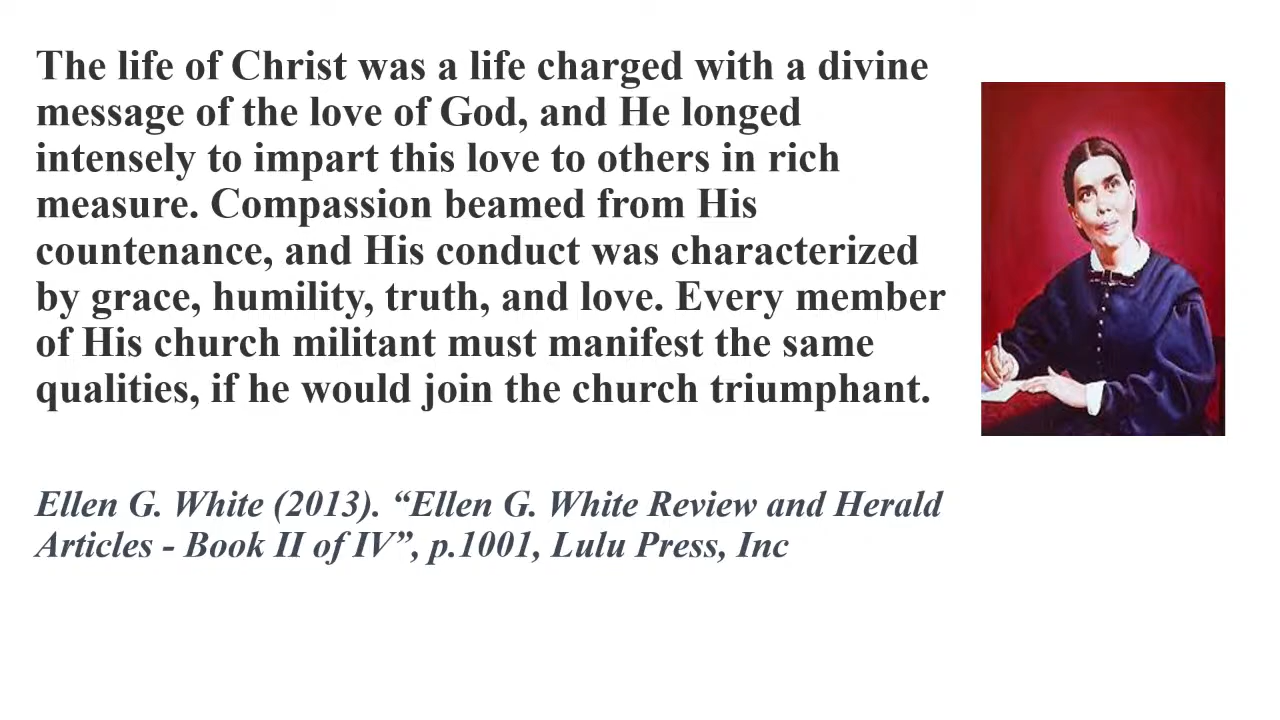 The life of Christ was a life charged with a divine
message of the love of God, and He longed
intensely to impart this love to others in rich
measure. Compassion beamed from His
countenance, and His conduct was characterized
by grace, humility, truth, and love. Every member
of His church militant must manifest the same
qualities, if he would join the church triumphant.
Ellen G. White (2013). “Ellen G. White Review and Herald
Articles - Book II of IV”, p.1001, Lulu Press, Inc